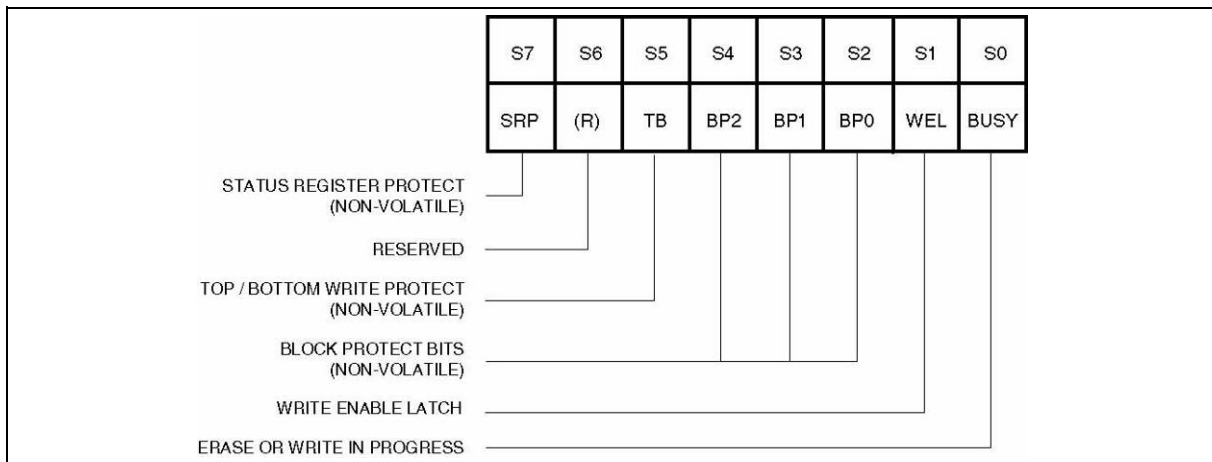 S7 S6 S5 S4 S3 S2 S1 S0
SRP (R) TB BP2 BP1 BP0 WEL BUSY
STATUS REGISTER PROTECT
(NON-VOLATILE)
RESERVED
TOP / BOTTOM WRITE PROTECT
(NON-VOLATILE)
BLOCK PROTECT BITS
(NON-VOLATILE)
WRITE ENABLE LATCH
ERASE OR WRITE IN PROGRESS